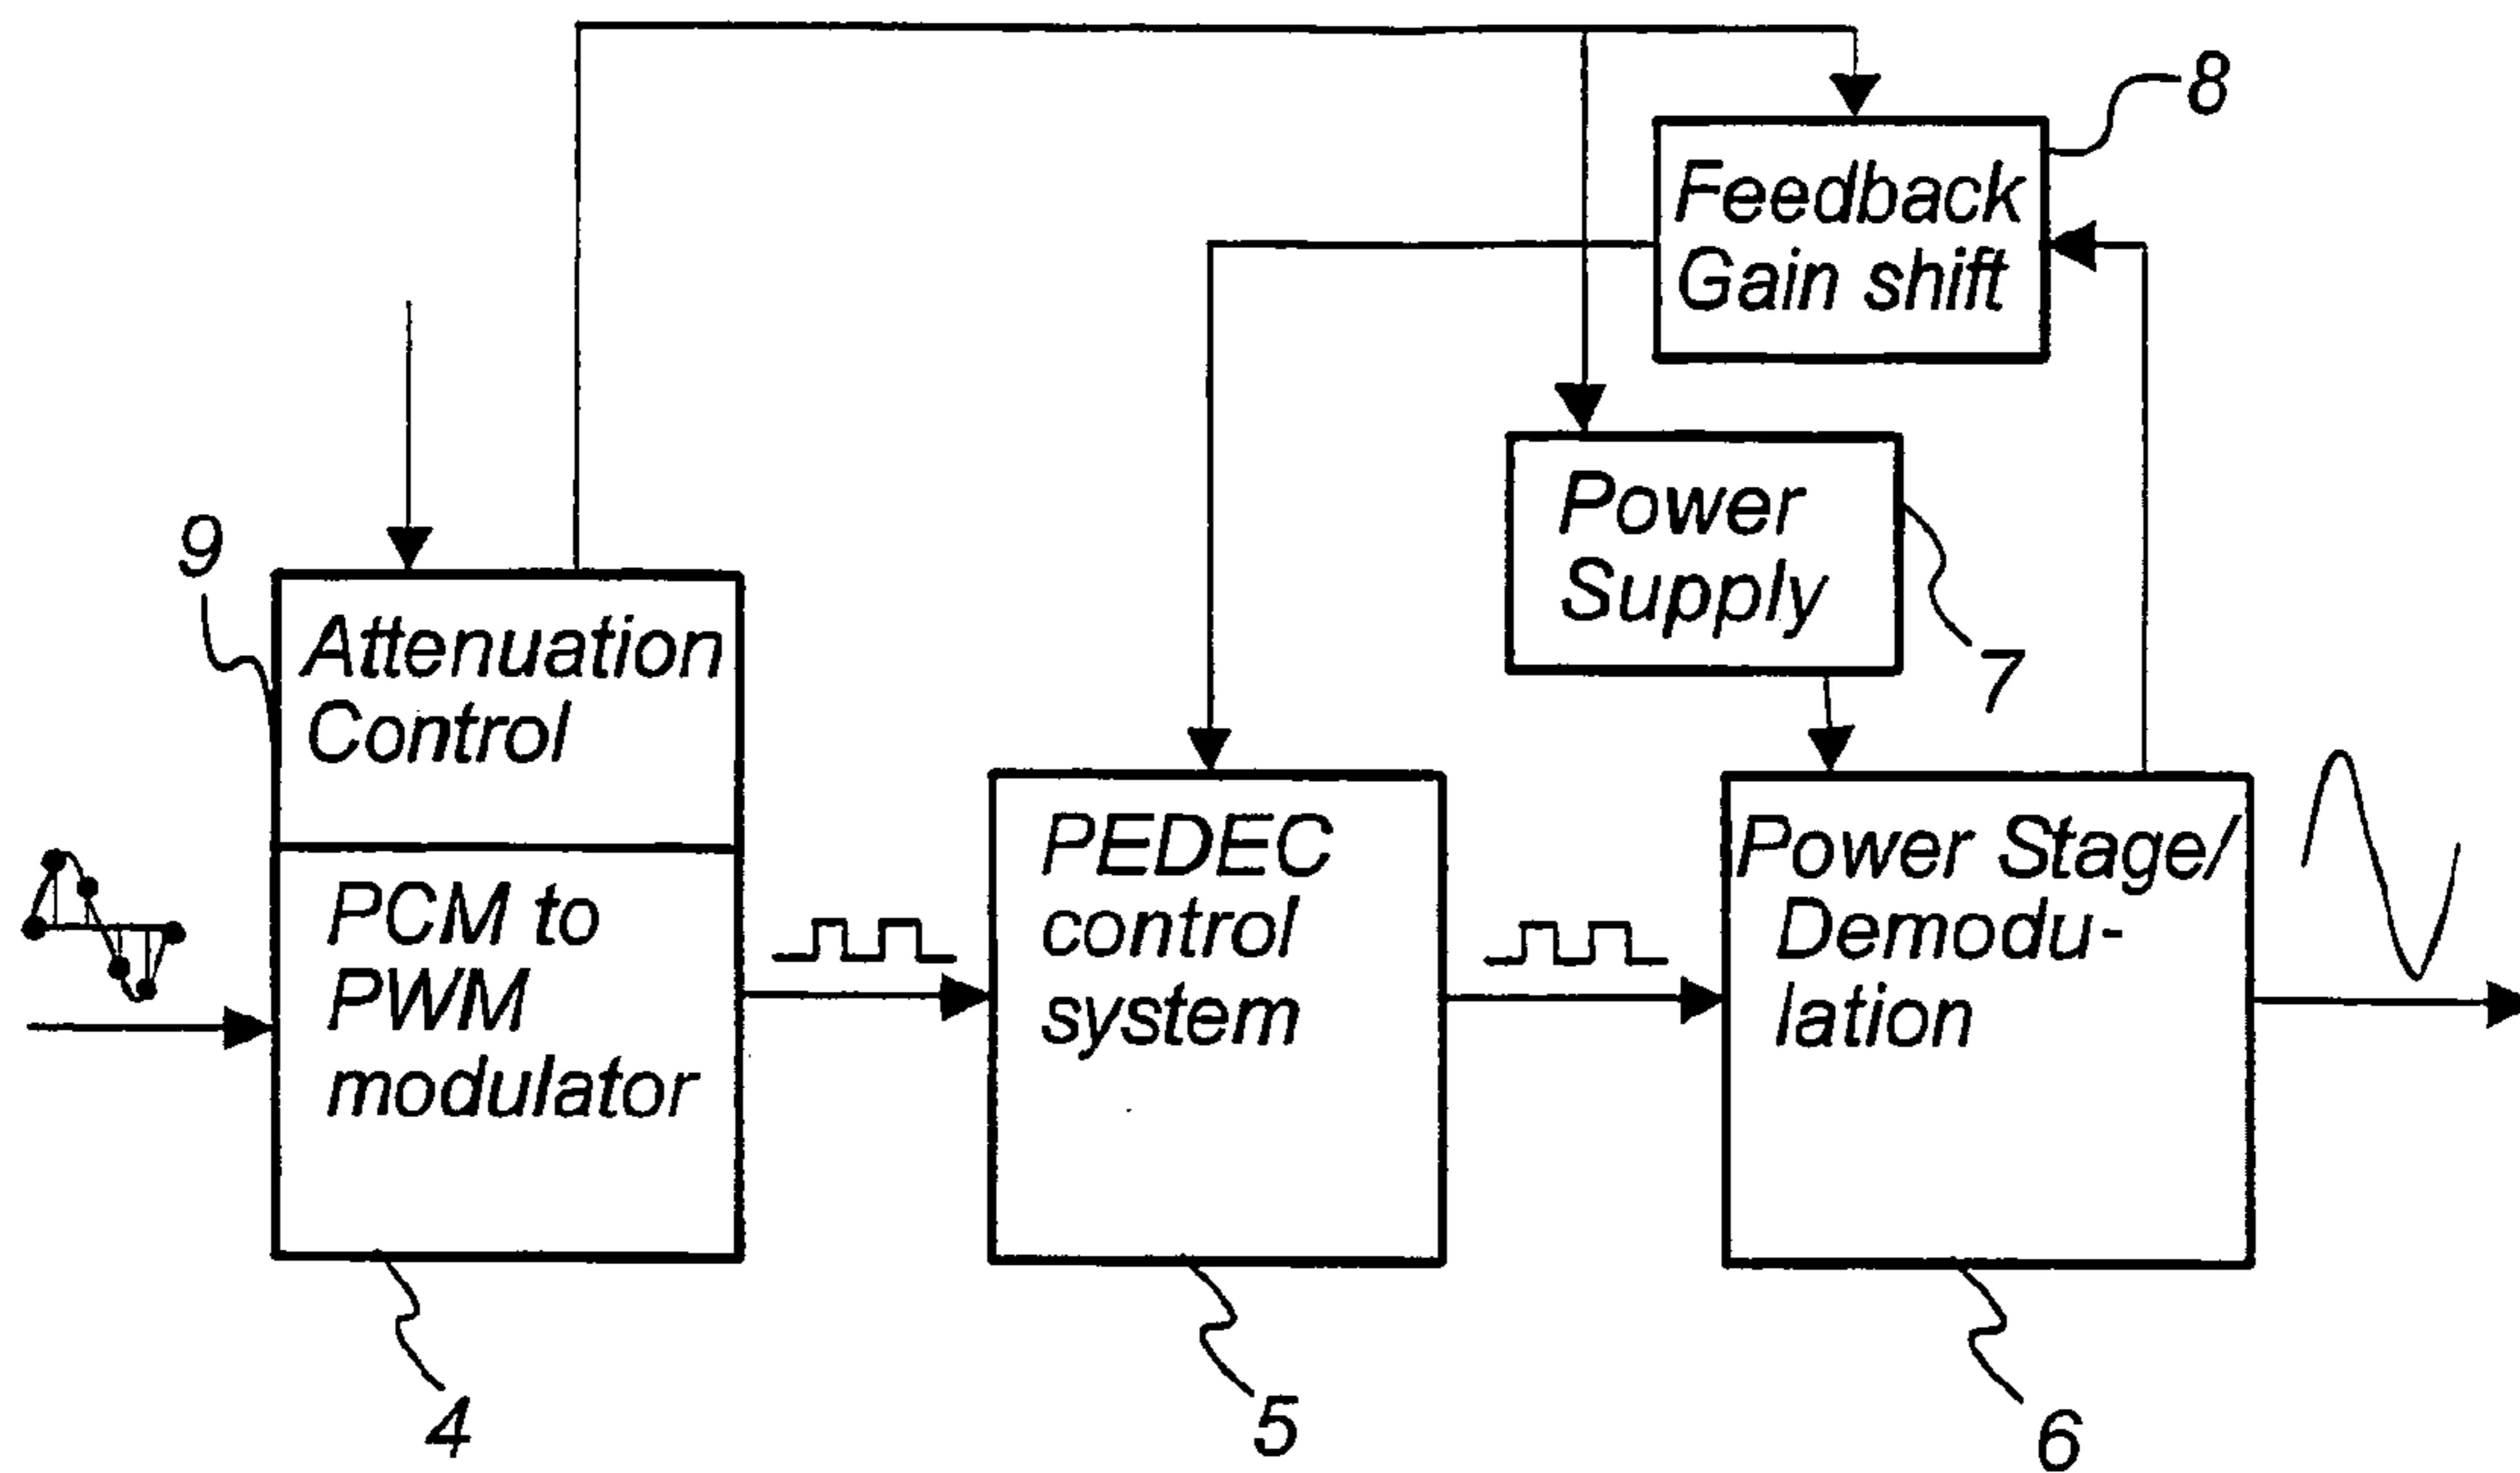 8
Feedback
Gain shift
Power
Supply
7
9
Attenuation
Control
PCM to
PWM
modulator
PEDEC
control
system
Power Stage/
Demodu-
lation
4
5
6